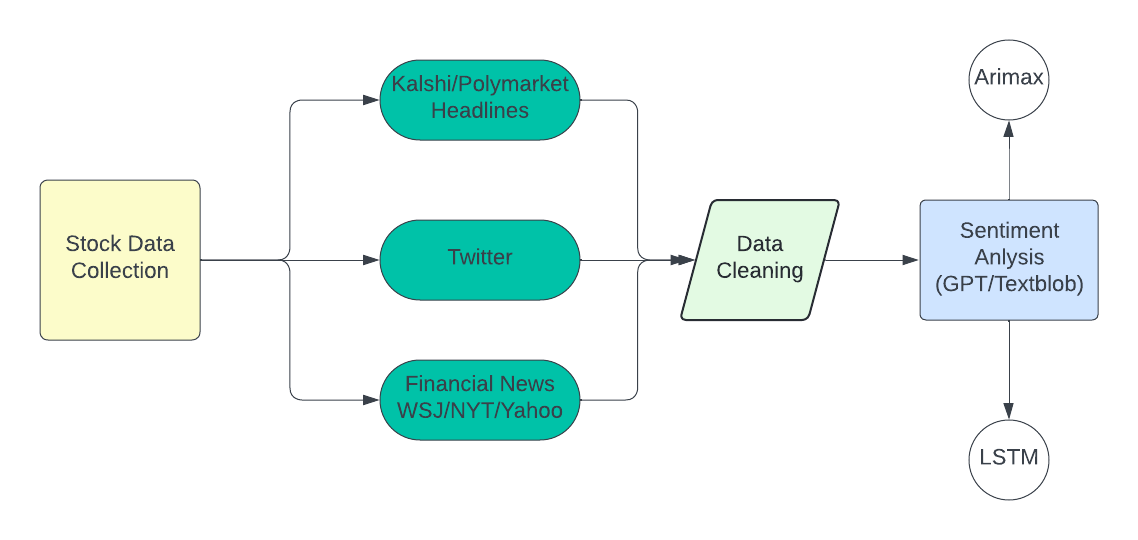 Stock Data
Collection
Kalshi/Polymarket
Headlines
Twitter
Financial News
WSJ/NYT/Yahoo
Data
Cleaning
Sentiment
Anlysis
(GPT/Textblob)
Arimax
LSTM